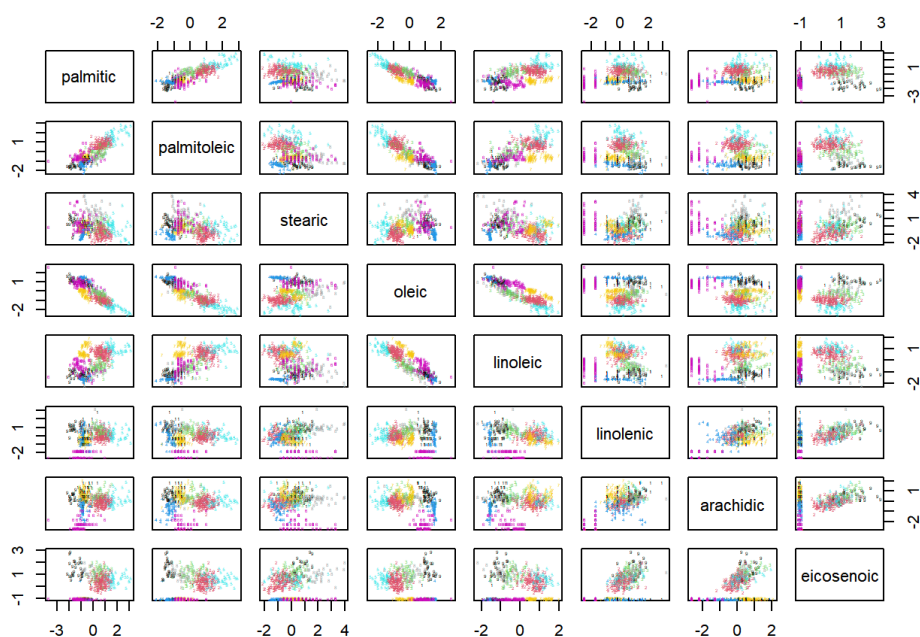 -2 0 2 -2 0 2 -2 0 2 -1 1 3
palmitic 1 -3
1 -2 palmitoleic
stearic 4 1 -2
1 -2 oleic
linoleic 1 -2
1 -2 linolenic
arachidic 1 -2
3 1 -1 eicosenoic
-3 0 2 -2 0 2 4 -2 0 2 -2 0 2